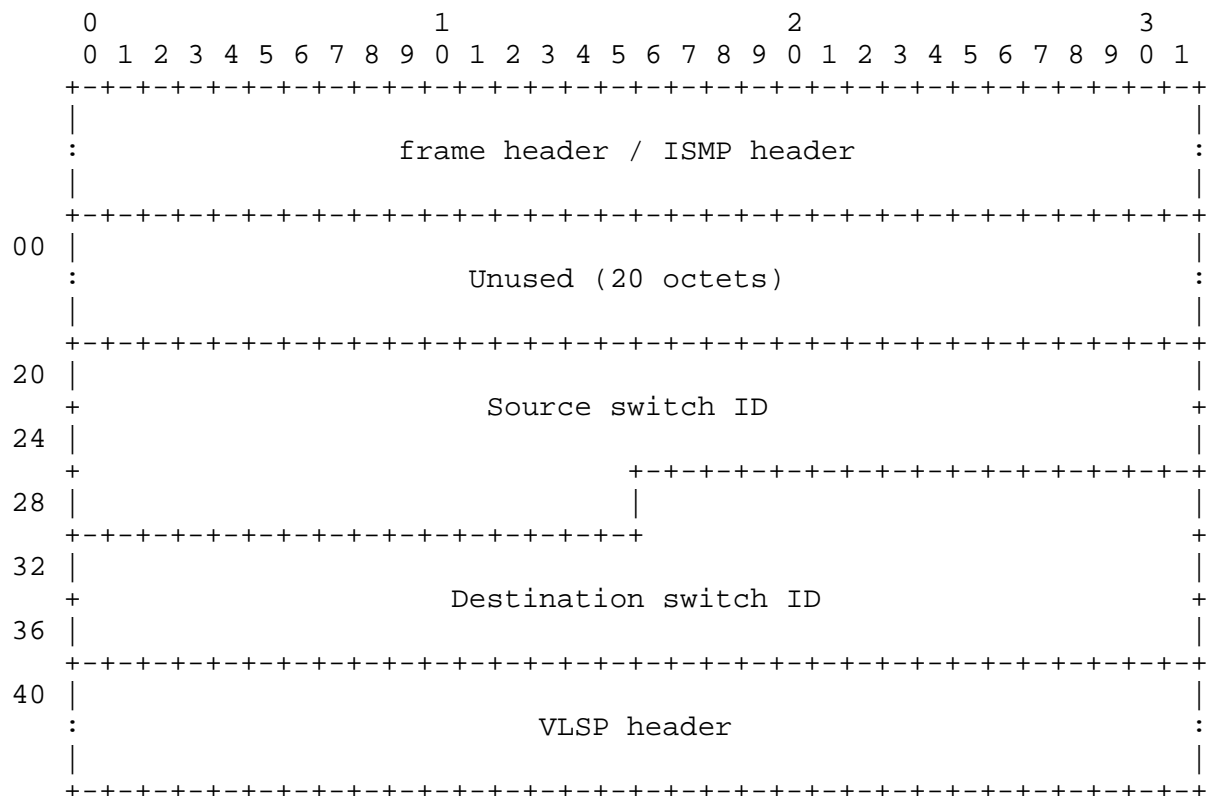 0                   1                   2                   3
 0 1 2 3 4 5 6 7 8 9 0 1 2 3 4 5 6 7 8 9 0 1 2 3 4 5 6 7 8 9 0 1
+-+-+-+-+-+-+-+-+-+-+-+-+-+-+-+-+-+-+-+-+-+-+-+-+-+-+-+-+-+-+-+-+
|                                                               |
:                  frame header / ISMP header                   :
|                                                               |
+-+-+-+-+-+-+-+-+-+-+-+-+-+-+-+-+-+-+-+-+-+-+-+-+-+-+-+-+-+-+-+-+
00 |                                                               |
:                      Unused (20 octets)                       :
|                                                               |
+-+-+-+-+-+-+-+-+-+-+-+-+-+-+-+-+-+-+-+-+-+-+-+-+-+-+-+-+-+-+-+-+
20 |                                                               |
+                       Source switch ID                        +
24 |                                                               |
+                               +-+-+-+-+-+-+-+-+-+-+-+-+-+-+-+-+
28 |                               |                               |
+-+-+-+-+-+-+-+-+-+-+-+-+-+-+-+-+                               +
32 |                                                               |
+                     Destination switch ID                     +
36 |                                                               |
+-+-+-+-+-+-+-+-+-+-+-+-+-+-+-+-+-+-+-+-+-+-+-+-+-+-+-+-+-+-+-+-+
40 |                                                               |
:                          VLSP header                          :
|                                                               |
+-+-+-+-+-+-+-+-+-+-+-+-+-+-+-+-+-+-+-+-+-+-+-+-+-+-+-+-+-+-+-+-+